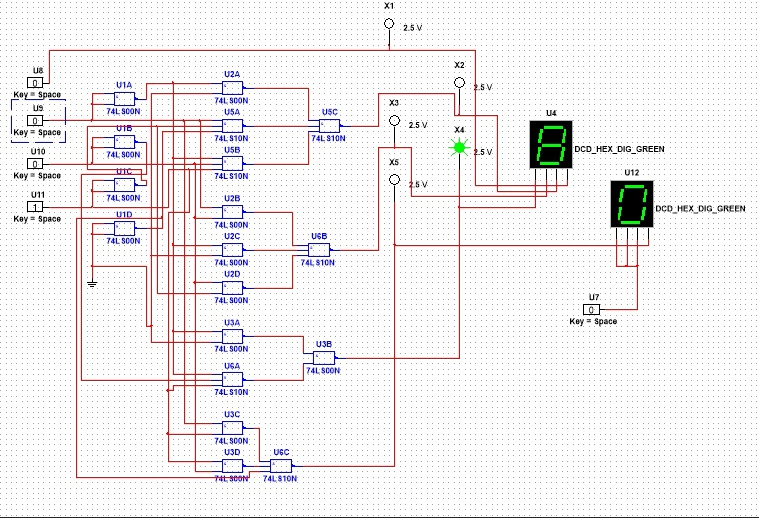 X1
2.5 V
X2
2.5 V
X3
2.5 V
X4
2.5 V
X5
2.5 V
U8
0
Key = Space
U9
0
Key = Space
U10
0
Key = Space
U11
1
Key = Space
U1A
74LS00N
U1B
74LS00N
U1C
74LS00N
U1D
74LS00N
U2A
74LS00N
U5A
74LS10N
U5B
74LS10N
U5C
74LS10N
U2B
74LS00N
U2C
74LS00N
U6B
74LS10N
U2D
74LS00N
U3A
74LS00N
U3B
74LS00N
U6A
74LS10N
U3C
74LS00N
U3D
74LS00N
U6C
74LS10N
U4
8
DCD_HEX_DIG_GREEN
U12
0
DCD_HEX_DIG_GREEN
U7
0
Key = Space